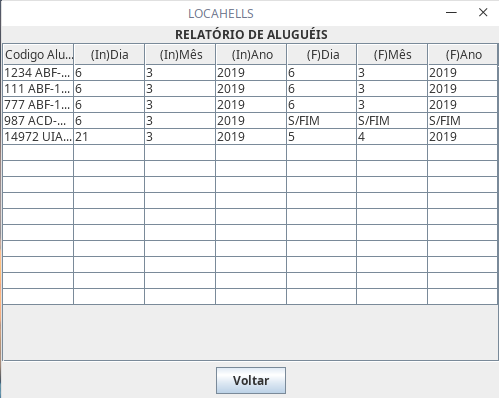 LOCAHELLS
RELATÓRIO DE ALUGUÉIS
Codigo Alu... (In)Dia (In)Mês (In)Ano (F)Dia (F)Mês (F)Ano
1234 ABF-... 6 3 2019 6 3 2019
111 ABF-1... 6 3 2019 6 3 2019
777 ABF-1... 6 3 2019 6 3 2019
987 ACD-... 6 3 2019 S/FIM S/FIM S/FIM
14972 UIA... 21 3 2019 5 4 2019
Voltar